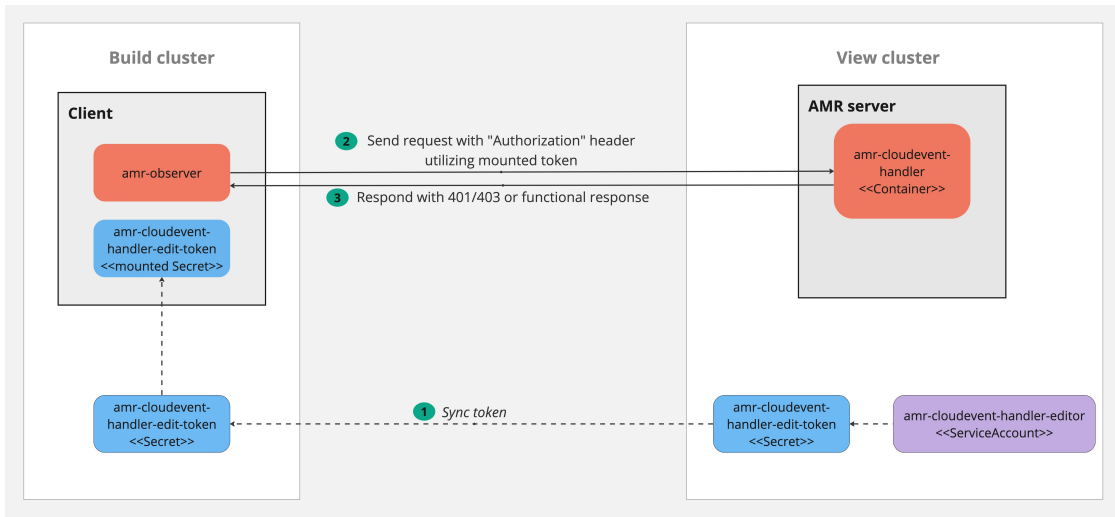 Build cluster
View cluster
Client
AMR server
amr-observer
2
Send request with "Authorization" header
utilizing mounted token
amr-cloudevent-
handler
<<Container>>
3
Respond with 401/403 or functional response
amr-cloudevent-
handler-edit-token
<<mounted Secret>>
amr-cloudevent-
handler-edit-token
<<Secret>>
1
Sync token
amr-cloudevent-
handler-edit-token
<<Secret>>
amr-cloudevent-handler-editor
<<ServiceAccount>>